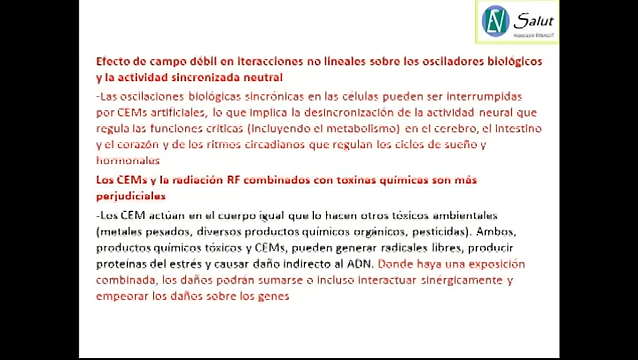 Salut
Efecto de campo débil en iteracciones no lineales sobre los osciladores biológicos
y la actividad sincronizada neutral
-Las oscilaciones biológicas sincrónicas en las células pueden ser interrumpidas
por CEMs artificiales, lo que implica la desincronización de la actividad neural que
regula las funciones críticas (incluyendo el metabolismo) en el cerebro, el intestino
y el corazón y de los ritmos circadianos que regulan los ciclos de sueño y
hormonales
Los CEMs y la radiación RF combinados con toxinas químicas son más
perjudiciales
-Los CEM actúan en el cuerpo igual que lo hacen otros tóxicos ambientales
(metales pesados, diversos productos químicos orgánicos, pesticidas). Ambos,
productos químicos tóxicos y CEMs, pueden generar radicales libres, producir
proteínas del estrés y causar daño indirecto al ADN. Donde haya una exposición
combinada, los daños podrán sumarse o incluso interactuar sinérgicamente y
empeorar los daños sobre los genes